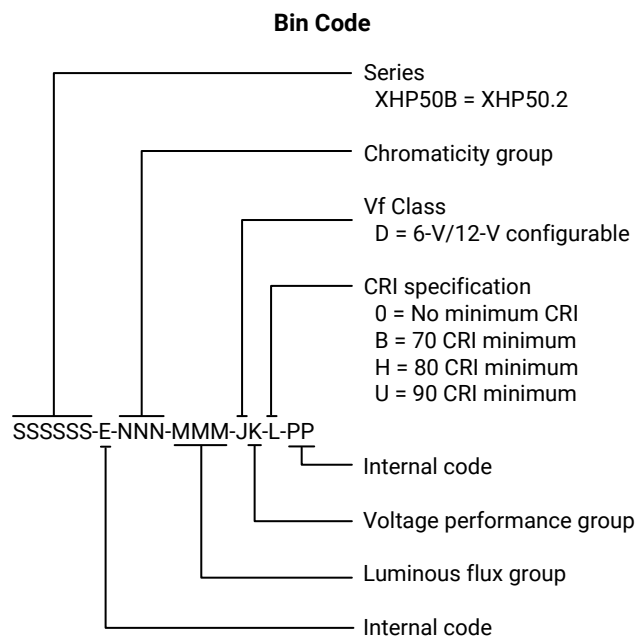 Bin Code
Series
XHP50B = XHP50.2
Chromaticity group
Vf Class
D = 6-V/12-V configurable
CRI specification
0 = No minimum CRI
B = 70 CRI minimum
H = 80 CRI minimum
U = 90 CRI minimum
SSSSSS-E-NNN-MMM-JK-L-PP
Internal code
Voltage performance group
Luminous flux group
Internal code